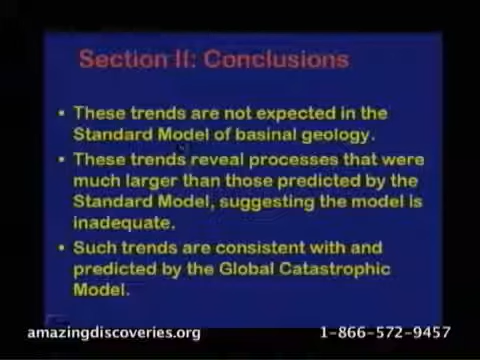 Section II: Conclusions
• These trends are not expected in the
Standard Model of basinal geology.
• These trends reveal processes that were
much larger than those predicted by the
Standard Model, suggesting the model is
inadequate.
• Such trends are consistent with and
predicted by the Global Catastrophic
Model.
amazingdiscoveries.org 1-866-572-9457